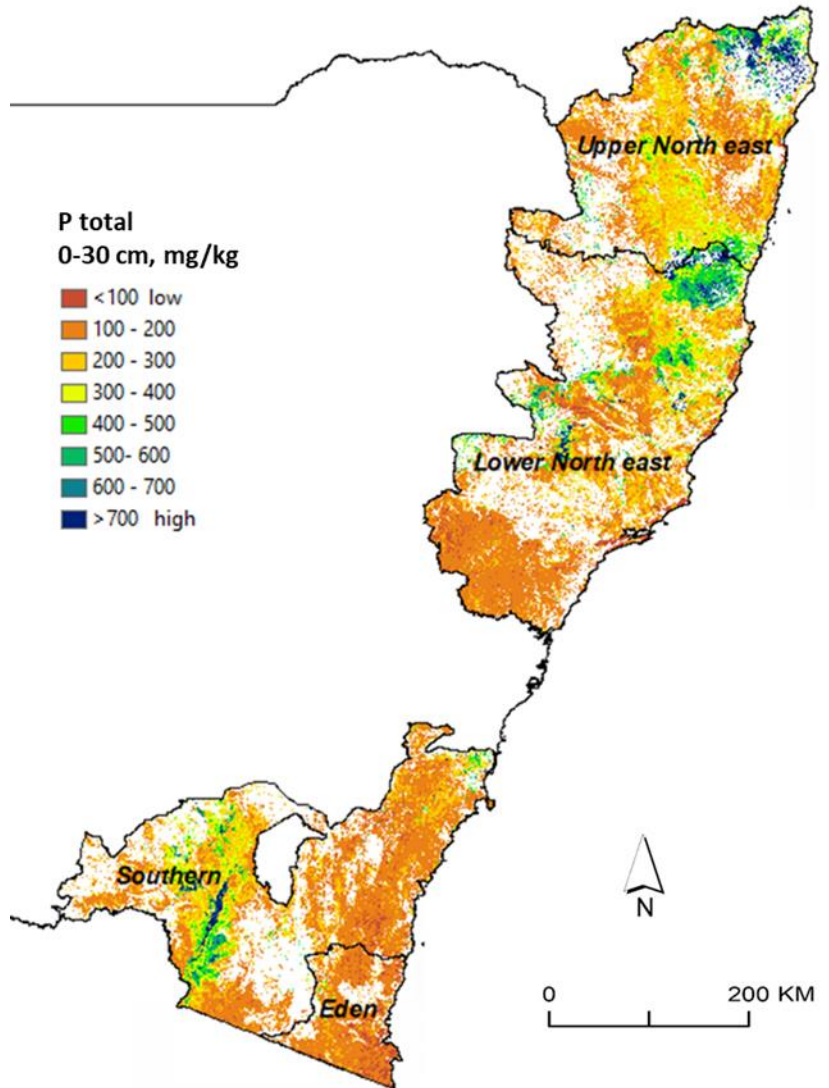 Upper North east
P total
0-30 cm, mg/kg
<100 low
100 - 200
200 - 300
300 - 400
400 - 500
500- 600
600 - 700
>700 high
Lower North east
Southern
Eden
N
0 200 KM